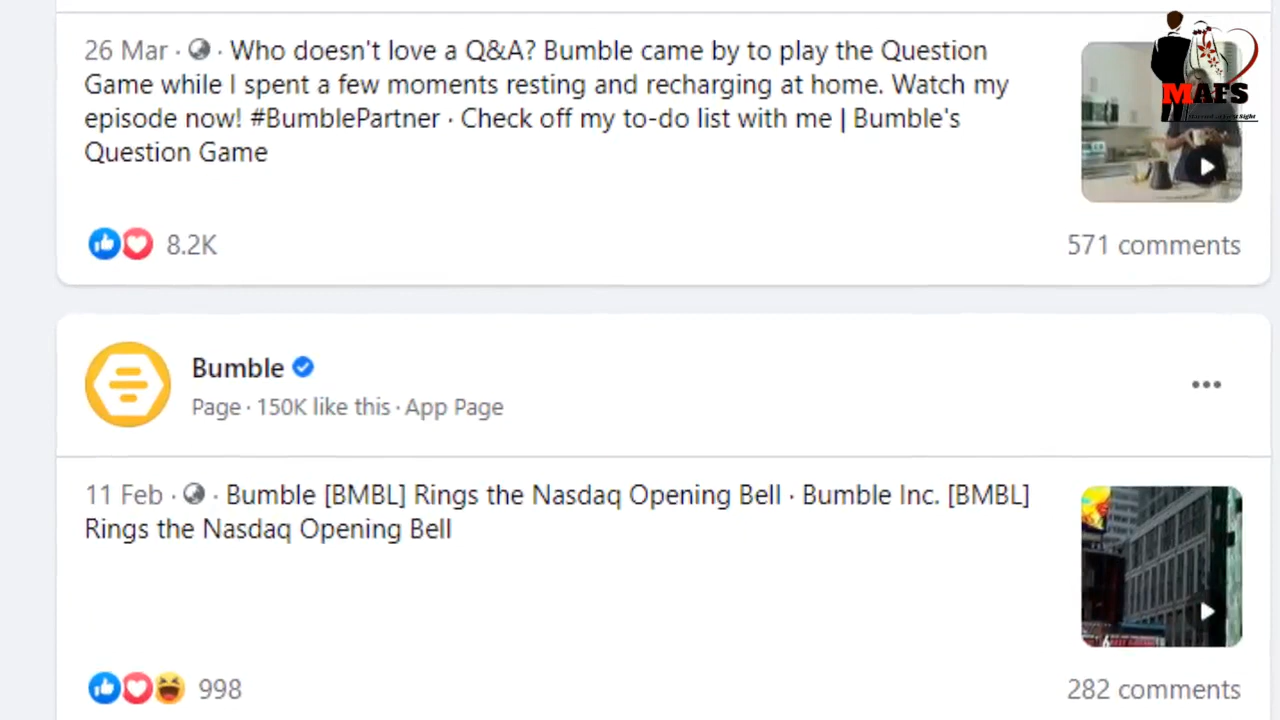 26 Mar · · Who doesn't love a Q&A? Bumble came by to play the Question
Game while I spent a few moments resting and recharging at home. Watch my
episode now! #BumblePartner · Check off my to-do list with me | Bumble's
Question Game
MAFS
8.2K
571 comments
Bumble
Page · 150K like this · App Page
11 Feb · · Bumble [BMBL] Rings the Nasdaq Opening Bell · Bumble Inc. [BMBL]
Rings the Nasdaq Opening Bell
998
282 comments